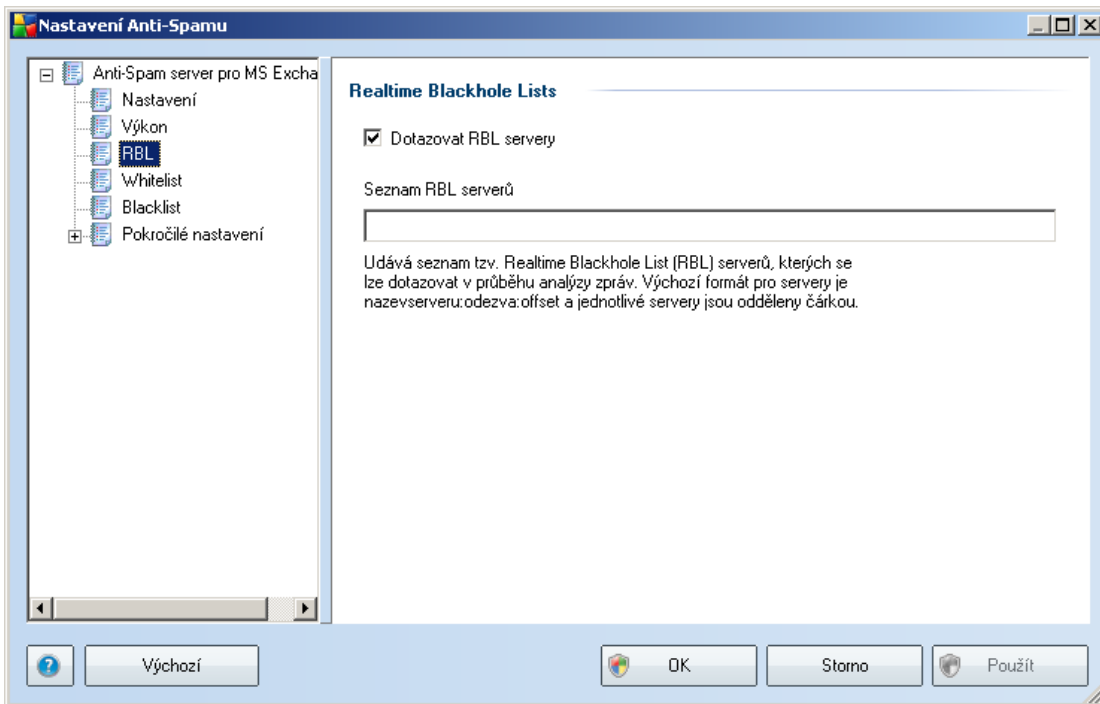 Nastavení Anti-Spamu
Anti-Spam server pro MS Excha
Nastavení
Výkon
RBL
Whitelist
Blacklist
Pokročilé nastavení
Realtime Blackhole Lists
Dotazovat RBL servery
Seznam RBL serverů
Udává seznam tzv. Realtime Blackhole List (RBL) serverů, kterých se
lze dotazovat v průběhu analýzy zpráv. Výchozí formát pro servery je
nazevserveru:odezva:offset a jednotlivé servery jsou odděleny čárkou.
Výchozí
OK
Storno
Použít